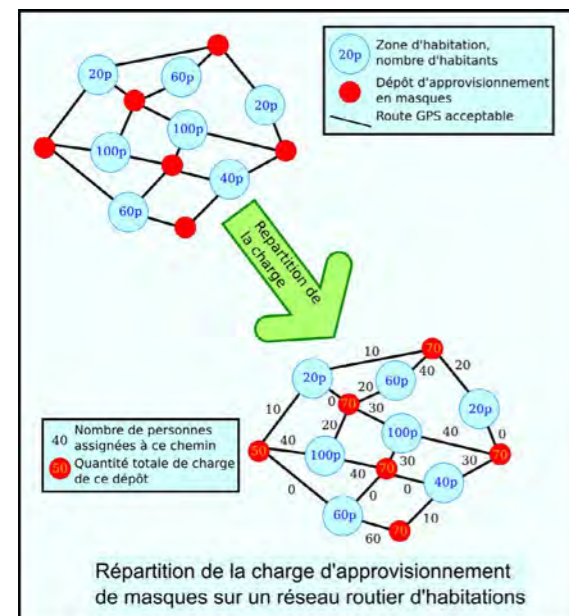 20p
60p
20p
100p
100p
40p
60p
20p
Zone d'habitation,
nombre d'habitants
Dépôt d'approvisionnement
en masques
Route GPS acceptable
Repartition de
la charge
40
Nombre de personnes
assignées à ce chemin
50
Quantité totale de charge
de ce dépôt
10
70
20
20p
60p
40
20
0
70
30
20p
10
20
100p
40
0
50
40
100p
30
70
40
70
30
0
0
0
40p
60p
10
60
70
Répartition de la charge d'approvisionnement
de masques sur un réseau routier d'habitations